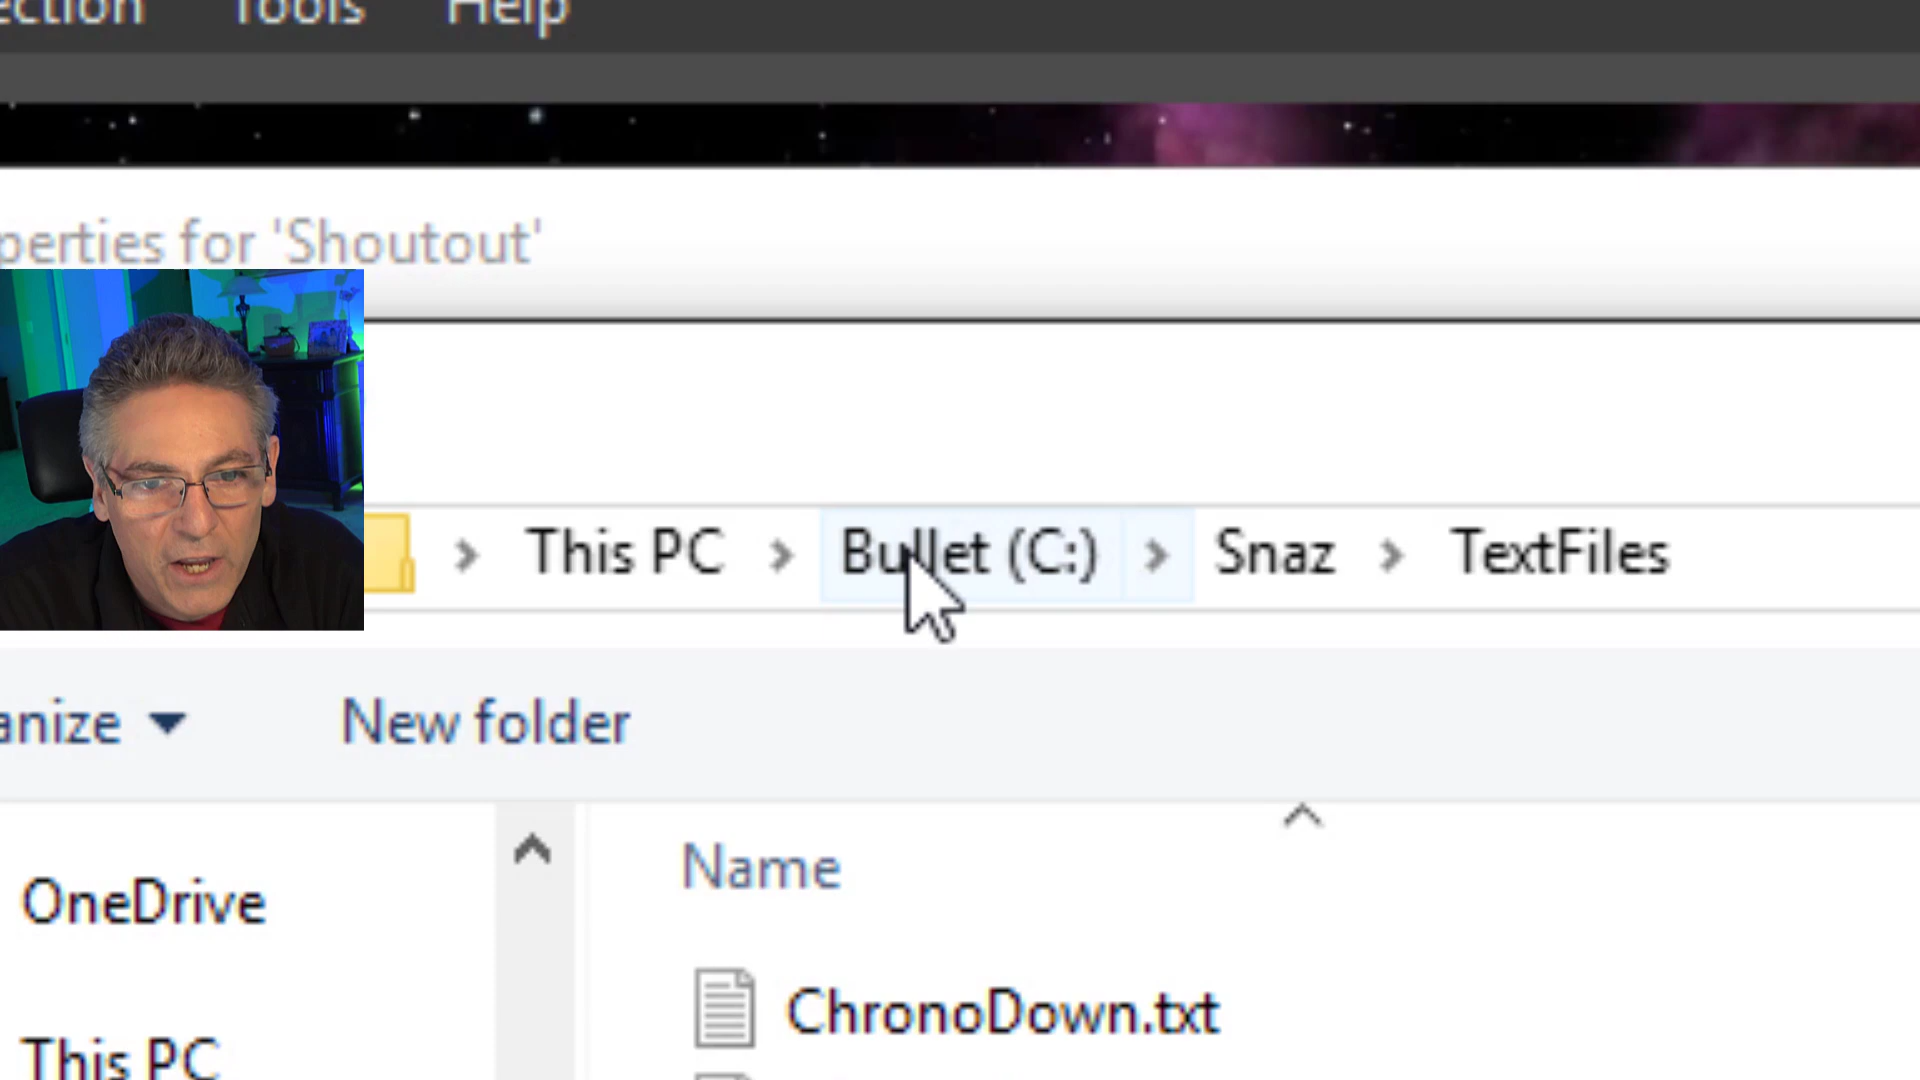 ection Tools Help
perties for 'Shoutout'
This PC Bullet (C:) Snaz TextFiles
anize New folder
Name
OneDrive
ChronoDown.txt
This PC